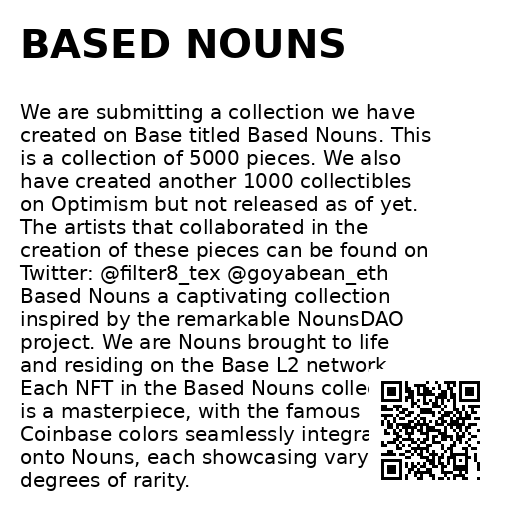 BASED NOUNS
We are submitting a collection we have
created on Base titled Based Nouns. This
is a collection of 5000 pieces. We also
have created another 1000 collectibles
on Optimism but not released as of yet.
The artists that collaborated in the
creation of these pieces can be found on
Twitter: @filter8_tex @goyabean_eth
Based Nouns a captivating collection
inspired by the remarkable NounsDAO
project. We are Nouns brought to life
and residing on the Base L2 network
Each NFT in the Based Nouns
is a masterpiece, with the famous
Coinbase colors seamlessly
onto Nouns, each showcasing vary
degrees of rarity.